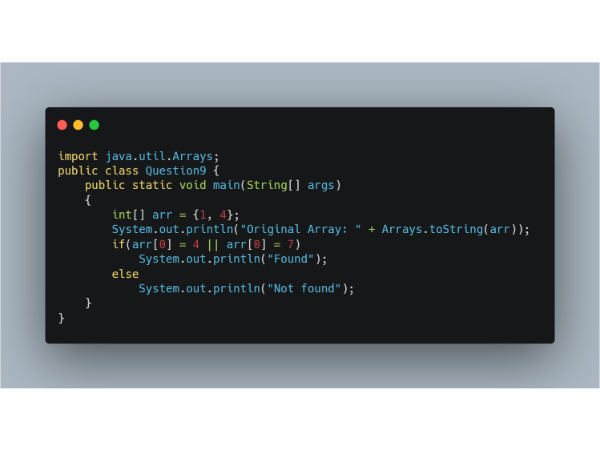 import java.util.Arrays;
public class Question9 {
    public static void main(String[] args)
    {
        int[] arr = {1, 4};
        System.out.println("Original Array: " + Arrays.toString(arr));
        if(arr[0] = 4 || arr[0] = 7)
            System.out.println("Found");
        else
            System.out.println("Not found");
    }
}